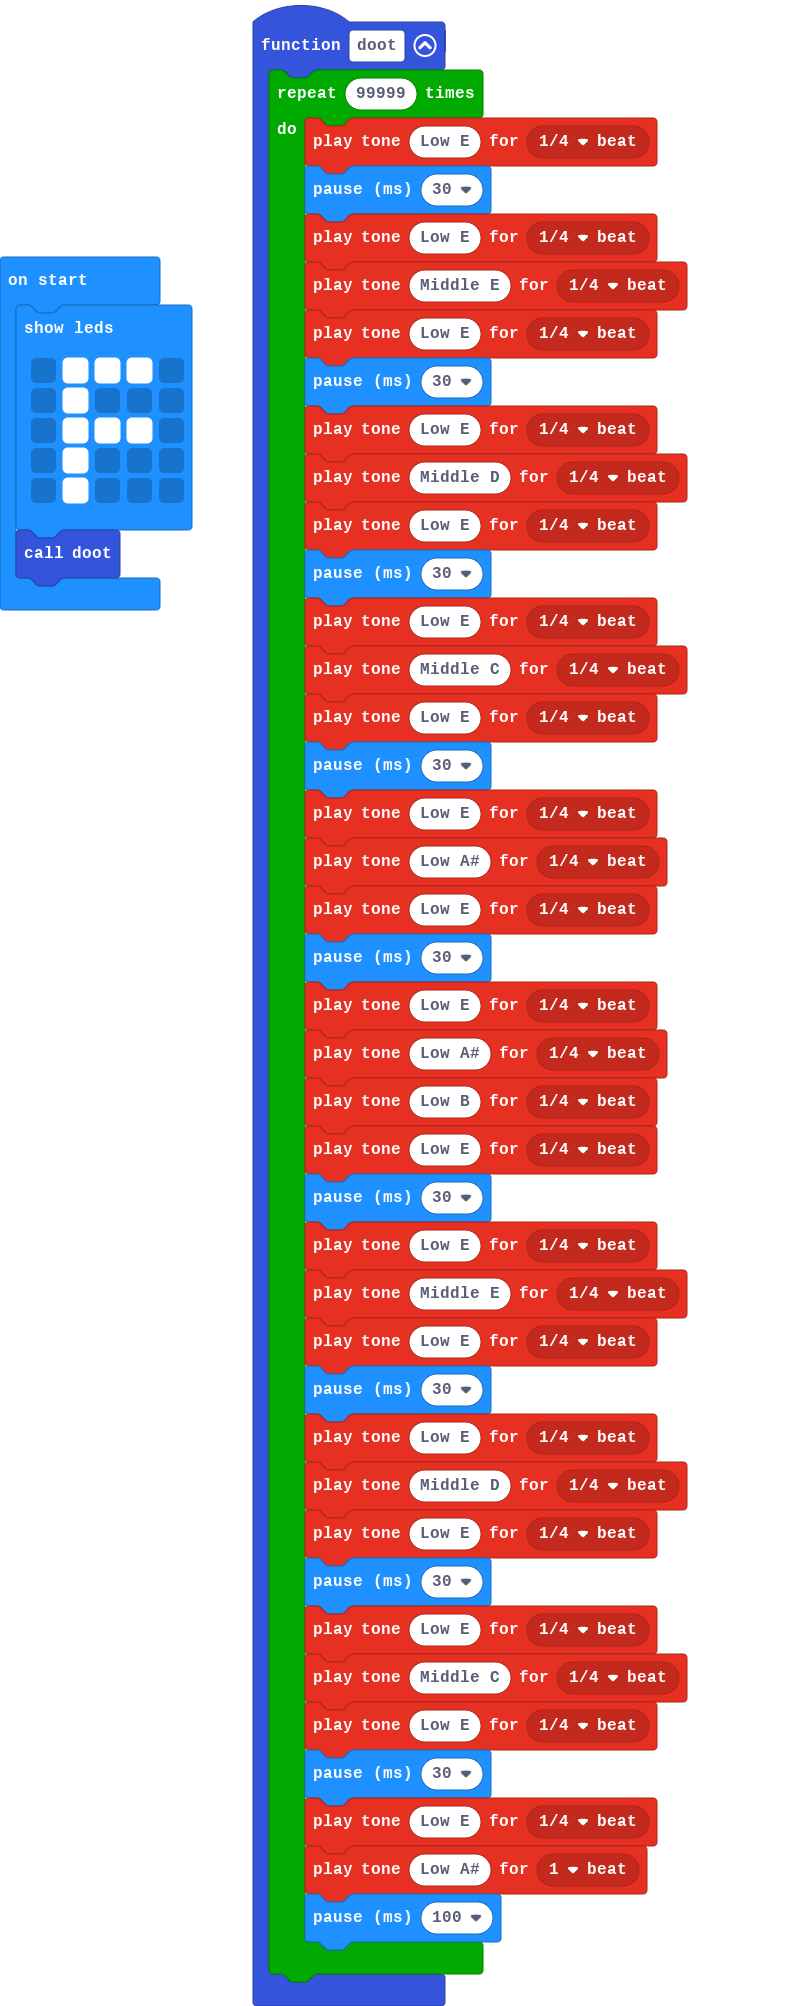 on start
show leds
call doot
function doot
repeat 99999 times
do
play tone Low E for 1/4 beat
pause (ms) 30
play tone Low E for 1/4 beat
play tone Middle E for 1/4 beat
play tone Low E for 1/4 beat
pause (ms) 30
play tone Low E for 1/4 beat
play tone Middle D for 1/4 beat
play tone Low E for 1/4 beat
pause (ms) 30
play tone Low E for 1/4 beat
play tone Middle C for 1/4 beat
play tone Low E for 1/4 beat
pause (ms) 30
play tone Low E for 1/4 beat
play tone Low A# for 1/4 beat
play tone Low E for 1/4 beat
pause (ms) 30
play tone Low E for 1/4 beat
play tone Low A# for 1/4 beat
play tone Low B for 1/4 beat
play tone Low E for 1/4 beat
pause (ms) 30
play tone Low E for 1/4 beat
play tone Middle E for 1/4 beat
play tone Low E for 1/4 beat
pause (ms) 30
play tone Low E for 1/4 beat
play tone Middle D for 1/4 beat
play tone Low E for 1/4 beat
pause (ms) 30
play tone Low E for 1/4 beat
play tone Middle C for 1/4 beat
play tone Low E for 1/4 beat
pause (ms) 30
play tone Low E for 1/4 beat
play tone Low A# for 1 beat
pause (ms) 100